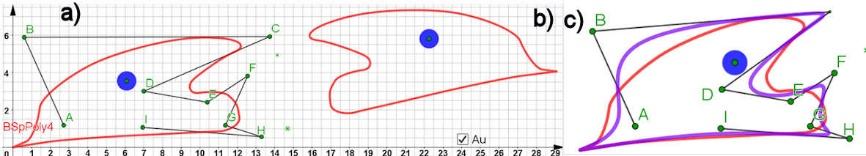 a)
b)
c)
B
C
6
F
4
D
E
2
A
I
G
H
BSpPoly4
Au
0 1 2 3 4 5 6 7 8 9 10 11 12 13 14 15 16 17 18 19 20 21 22 23 24 25 26 27 28 29
B
F
D
E
A
I
G
H